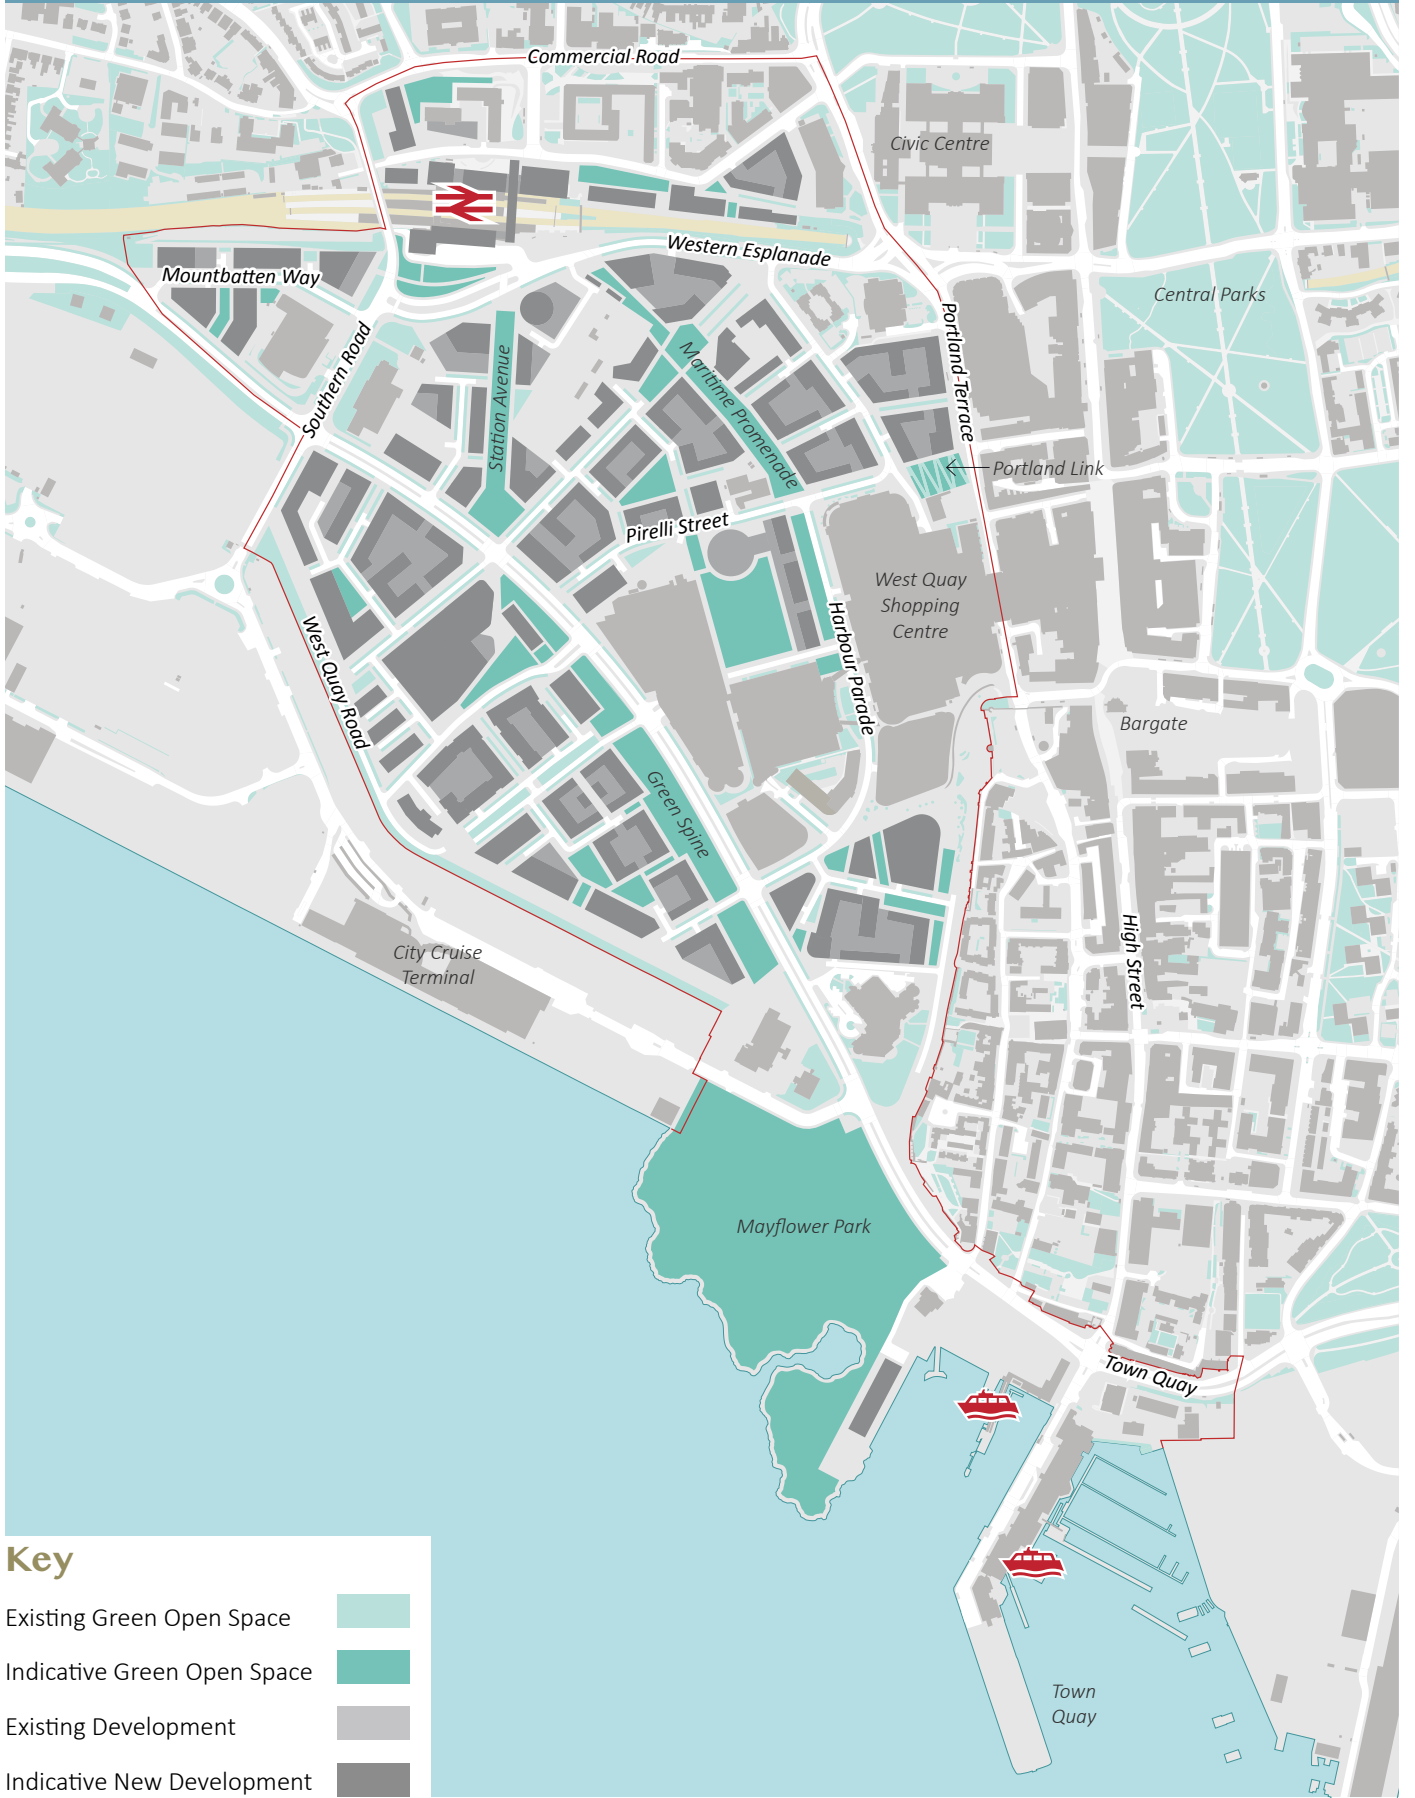 Commercial Road
Civic Centre
Western Esplanade
Mountbatten Way
Central Parks
Southern Road
Station Avenue
Maritime Promenade
Portland Terrace
Portland Link
Pirelli Street
West Quay
Shopping
Centre
Harbour Parade
West Quay Road
Bargate
Green Spine
City Cruise
Terminal
High Street
Mayflower Park
Town Quay
Town
Quay
Key
Existing Green Open Space
Indicative Green Open Space
Existing Development
Indicative New Development